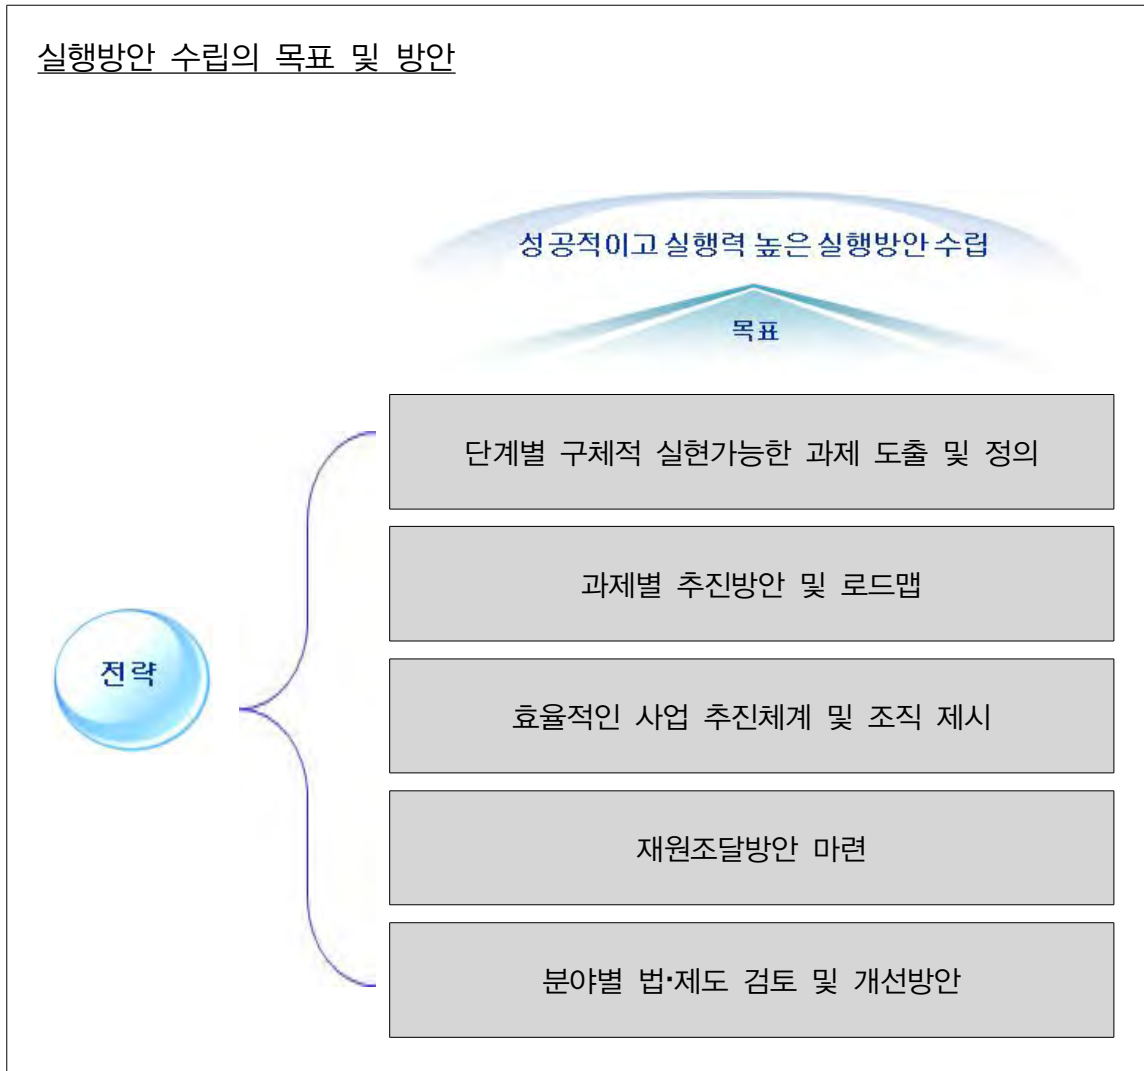 실행방안 수립의 목표 및 방안
성공적이고 실행력 높은 실행방안 수립
목표
단계별 구체적 실현가능한 과제 도출 및 정의
과제별 추진방안 및 로드맵
전략
효율적인 사업 추진체계 및 조직 제시
재원조달방안 마련
분야별 법·제도 검토 및 개선방안